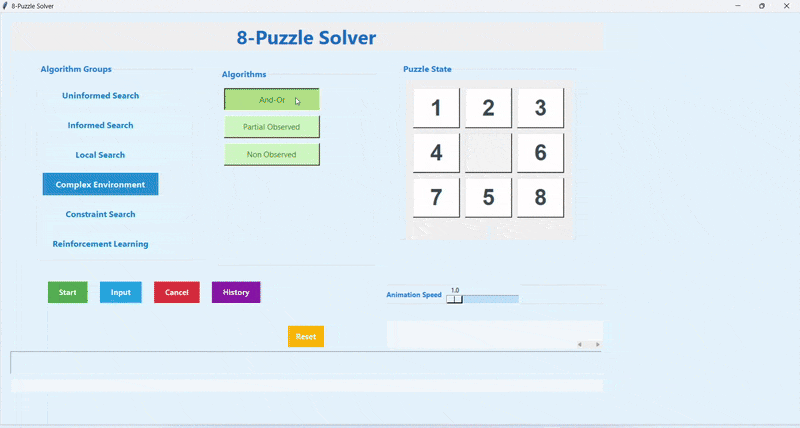 8-Puzzle Solver
8-Puzzle Solver
Algorithm Groups
Uninformed Search
Informed Search
Local Search
Complex Environment
Constraint Search
Reinforcement Learning
Algorithms
And-Or
Partial Observed
Non Observed
Puzzle State
1 2 3
4 6
7 5 8
Start Input Cancel History
Animation Speed 1.0
Reset